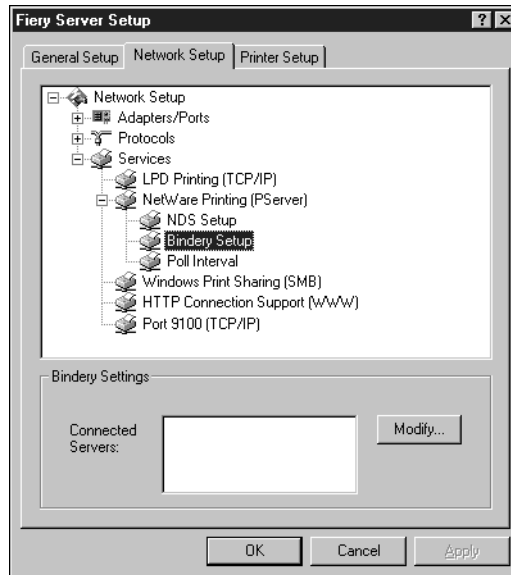 Fiery Server Setup
General Setup
Network Setup
Printer Setup
Network Setup
Adapters/Ports
Protocols
Services
LPD Printing (TCP/IP)
NetWare Printing (PServer)
NDS Setup
Bindery Setup
Poll Interval
Windows Print Sharing (SMB)
HTTP Connection Support (WWW)
Port 9100 (TCP/IP)
Bindery Settings
Connected
Servers:
Modify...
OK
Cancel
Apply